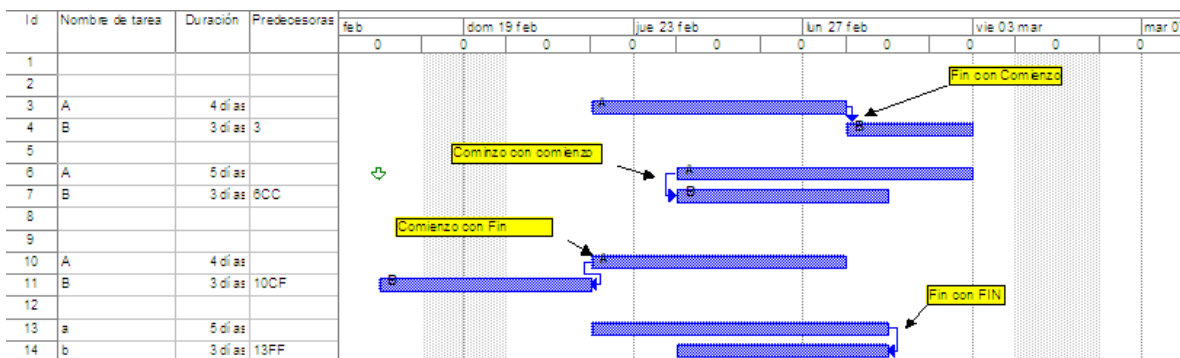 Id Nombre de tarea Duración Predecesoras feb dom 19 feb jue 23 feb lun 27 feb vie 03 mar mar 0
0 0 0 0 0 0 0 0 0 0
1
2
Fin con Comienzo
3 A 4 días A
4 B 3 días 3 B
5
Cominzo con comienzo
6 A 5 días A
7 B 3 días 6CC B
8
Comienzo con Fin
9
10 A 4 días A
11 B 3 días 10CF B
Fin con FIN
12
13 a 5 días
14 b 3 días 13FF